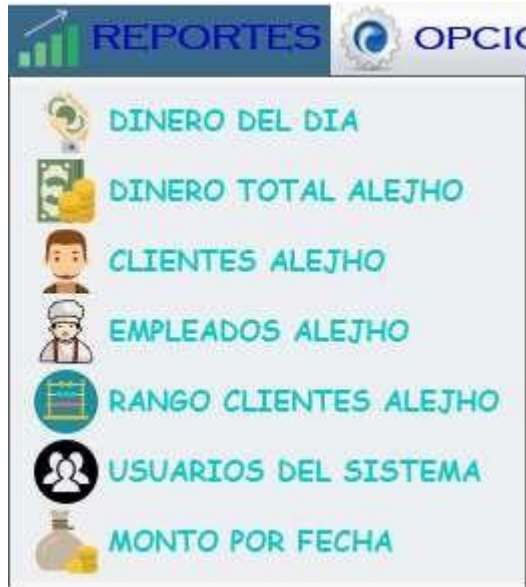 REPORTES OPCIO
DINERO DEL DIA
DINERO TOTAL ALEJHO
CLIENTES ALEJHO
EMPLEADOS ALEJHO
RANGO CLIENTES ALEJHO
USUARIOS DEL SISTEMA
MONTO POR FECHA